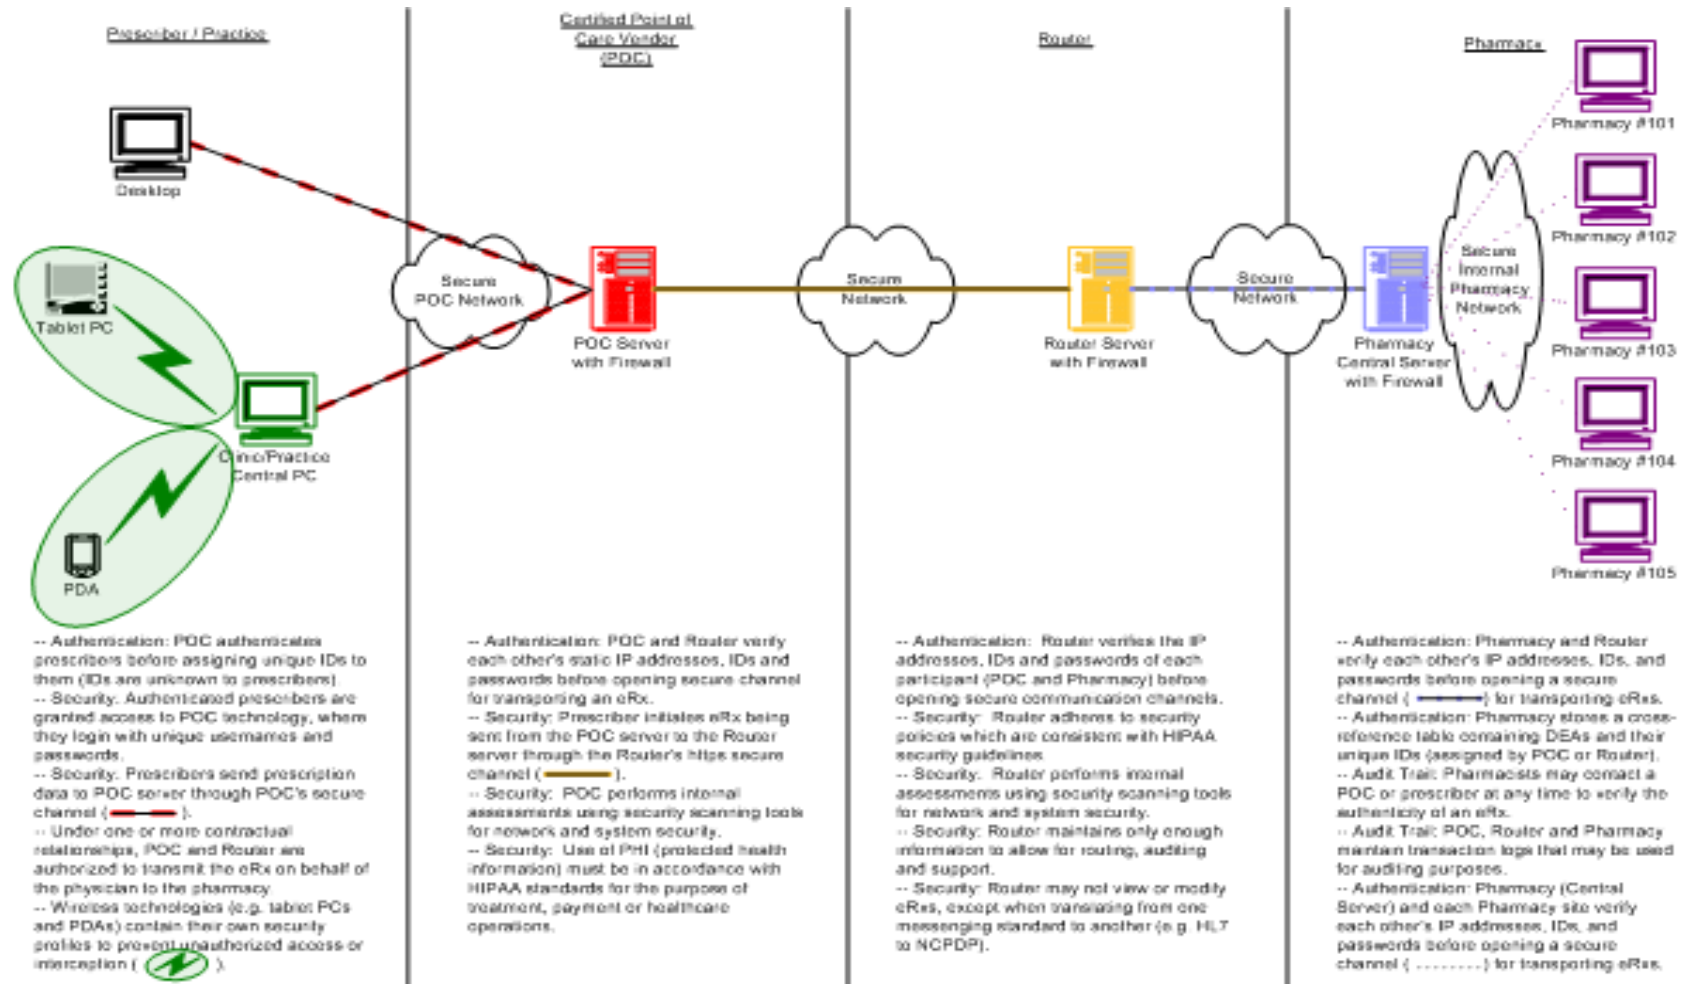 Prescriber / Practice
Certified Point of
Care Vendor
(POC)
Router
Pharmacy
Desktop
Tablet PC
Clinic/Practice
Central PC
PDA
Secure
POC Network
POC Server
with Firewall
Secure
Network
Router Server
with Firewall
Secure
Network
Pharmacy
Central Server
with Firewall
Secure
Internal
Pharmacy
Network
Pharmacy #101
Pharmacy #102
Pharmacy #103
Pharmacy #104
Pharmacy #105
-- Authentication: POC authenticates
prescribers before assigning unique IDs to
them (IDs are unknown to prescribers).
-- Security: Authenticated prescribers are
granted access to POC technology, where
they login with unique usernames and
passwords.
-- Security: Prescribers send prescription
data to POC server through POC's secure
channel ( ).
-- Under one or more contractual
relationships, POC and Router are
authorized to transmit the eRx on behalf of
the physician to the pharmacy.
-- Wireless technologies (e.g. tablet PCs
and PDAs) contain their own security
profiles to prevent unauthorized access or
interception ( ).
-- Authentication: POC and Router verify
each other's static IP addresses, IDs and
passwords before opening secure channel
for transporting an eRx.
-- Security: Prescriber initiates eRx being
sent from the POC server to the Router
server through the Router's https secure
channel ( ).
-- Security: POC performs internal
assessments using security scanning tools
for network and system security.
-- Security: Use of PHI (protected health
information) must be in accordance with
HIPAA standards for the purpose of
treatment, payment or healthcare
operations.
-- Authentication: Router verifies the IP
addresses, IDs and passwords of each
participant (POC and Pharmacy) before
opening secure communication channels.
-- Security: Router adheres to security
policies which are consistent with HIPAA
security guidelines
-- Security: Router performs internal
assessments using security scanning tools
for network and system security.
-- Security: Router maintains only enough
information to allow for routing, auditing
and support.
-- Security: Router may not view or modify
eRxs, except when translating from one
messenging standard to another (e.g. HL7
to NCPDP).
-- Authentication: Pharmacy and Router
verify each other's IP addresses, IDs, and
passwords before opening a secure
channel ( ) for transporting eRxs.
-- Authentication: Pharmacy stores a cross-
reference table containing DEAs and their
unique IDs (assigned by POC or Router).
-- Audit Trail: Pharmacists may contact a
POC or prescriber at any time to verify the
authenticity of an eRx.
-- Audit Trail: POC, Router and Pharmacy
maintain transaction logs that may be used
for auditing purposes.
-- Authentication: Pharmacy (Central
Server) and each Pharmacy site verify
each other's IP addresses, IDs, and
passwords before opening a secure
channel ( ........ ) for transporting eRxs.